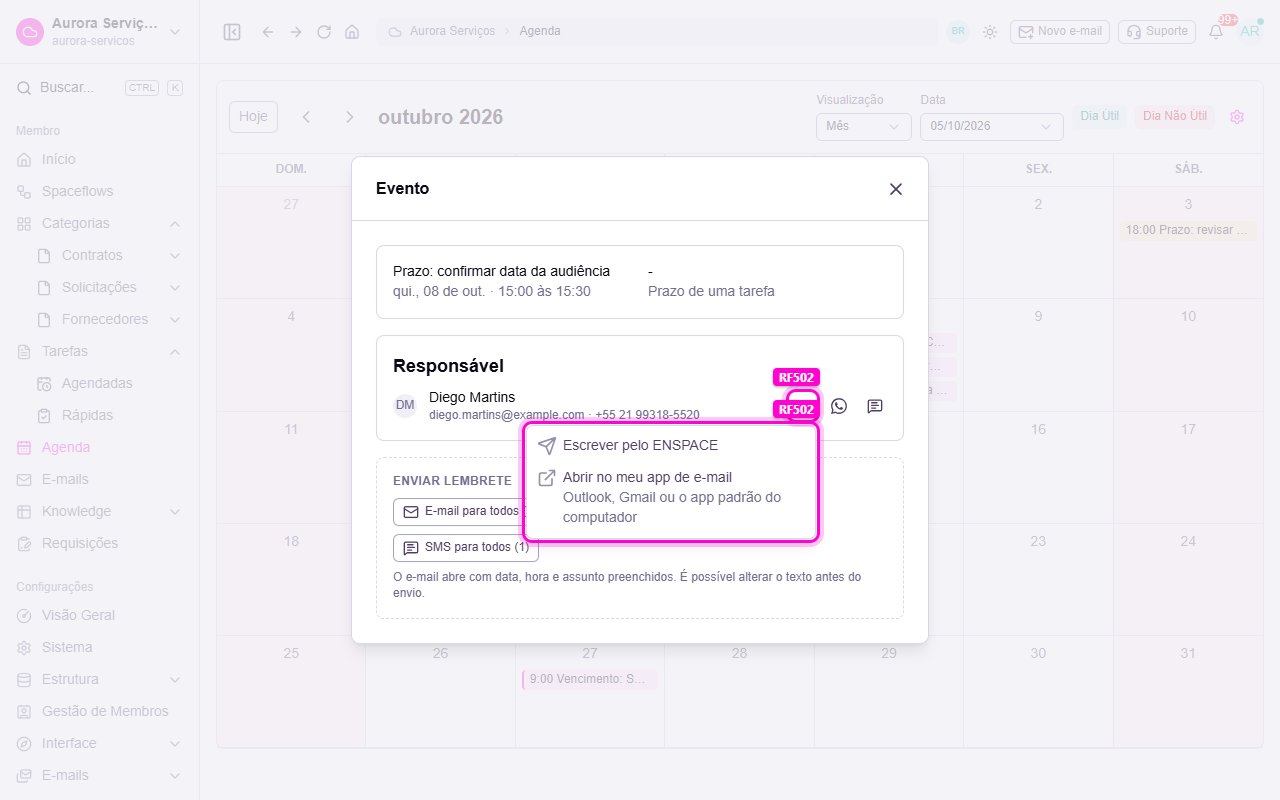 Aurora Serviç...
aurora-servicos
Aurora Serviços
Agenda
BR
Novo e-mail
Suporte
99+
AR
Buscar...
CTRL
K
Membro
Início
Spaceflows
Categorias
Contratos
Solicitações
Fornecedores
Tarefas
Agendadas
Rápidas
Agenda
E-mails
Knowledge
Requisições
Configurações
Visão Geral
Sistema
Estrutura
Gestão de Membros
Interface
E-mails
Hoje
outubro 2026
Visualização
Mês
Data
05/10/2026
Dia Útil
Dia Não Útil
DOM.
SEX.
SÁB.
27
2
3
18:00 Prazo: revisar ...
4
9
10
11
16
17
18
23
24
25
26
27
28
29
30
31
9:00 Vencimento: S...
Evento
Prazo: confirmar data da audiência
-
qui., 08 de out. · 15:00 às 15:30
Prazo de uma tarefa
Responsável
RF502
DM
Diego Martins
diego.martins@example.com · +55 21 99318-5520
RF502
Escrever pelo ENSPACE
Abrir no meu app de e-mail
Outlook, Gmail ou o app padrão do
computador
ENVIAR LEMBRETE
E-mail para todos
SMS para todos (1)
O e-mail abre com data, hora e assunto preenchidos. É possível alterar o texto antes do
envio.